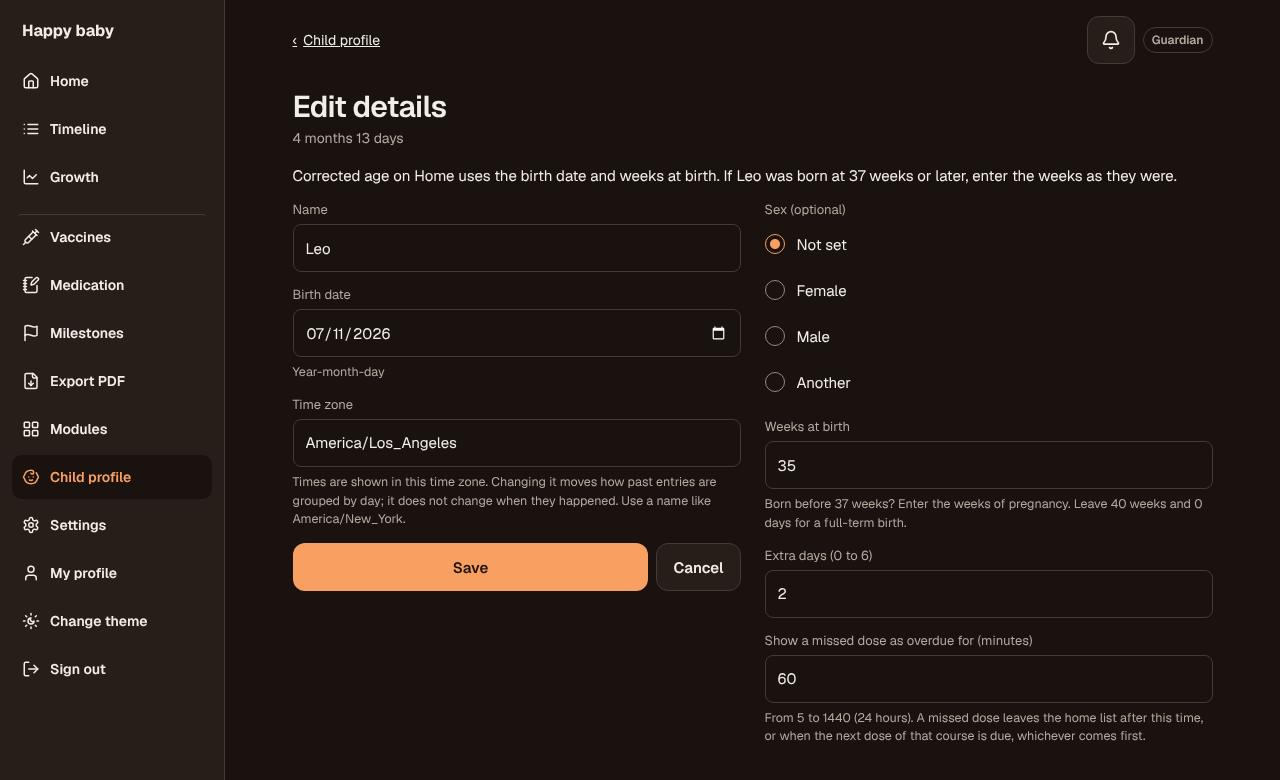 Happy baby
Home
Timeline
Growth
Vaccines
Medication
Milestones
Export PDF
Modules
Child profile
Settings
My profile
Change theme
Sign out
‹ Child profile
Guardian
Edit details
4 months 13 days
Corrected age on Home uses the birth date and weeks at birth. If Leo was born at 37 weeks or later, enter the weeks as they were.
Name
Leo
Birth date
07/11/2026
Year-month-day
Time zone
America/Los_Angeles
Times are shown in this time zone. Changing it moves how past entries are
grouped by day; it does not change when they happened. Use a name like
America/New_York.
Save
Cancel
Sex (optional)
Not set
Female
Male
Another
Weeks at birth
35
Born before 37 weeks? Enter the weeks of pregnancy. Leave 40 weeks and 0
days for a full-term birth.
Extra days (0 to 6)
2
Show a missed dose as overdue for (minutes)
60
From 5 to 1440 (24 hours). A missed dose leaves the home list after this time,
or when the next dose of that course is due, whichever comes first.